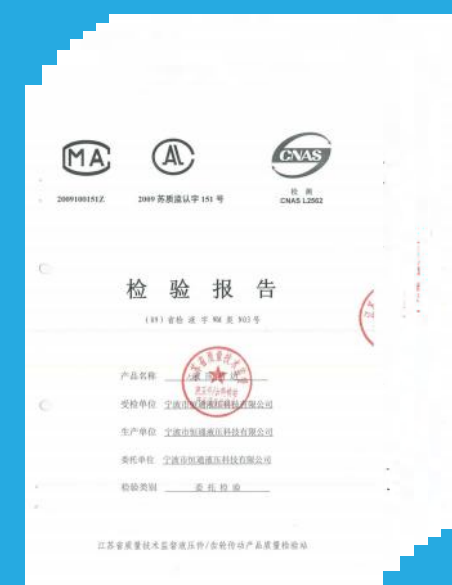 MA
AL
CNAS
2009100151Z
2009 苏质监认字 151 号
检 测
CNAS L2562
检 验 报 告
产品名称
受检单位 宁波市恒通液压科技有限公司
生产单位 宁波市恒通液压科技有限公司
委托单位 宁波市恒通液压科技有限公司
检验类别 委 托 检 验
江苏省质量技术监督液压件/齿轮传动产品质量检验站